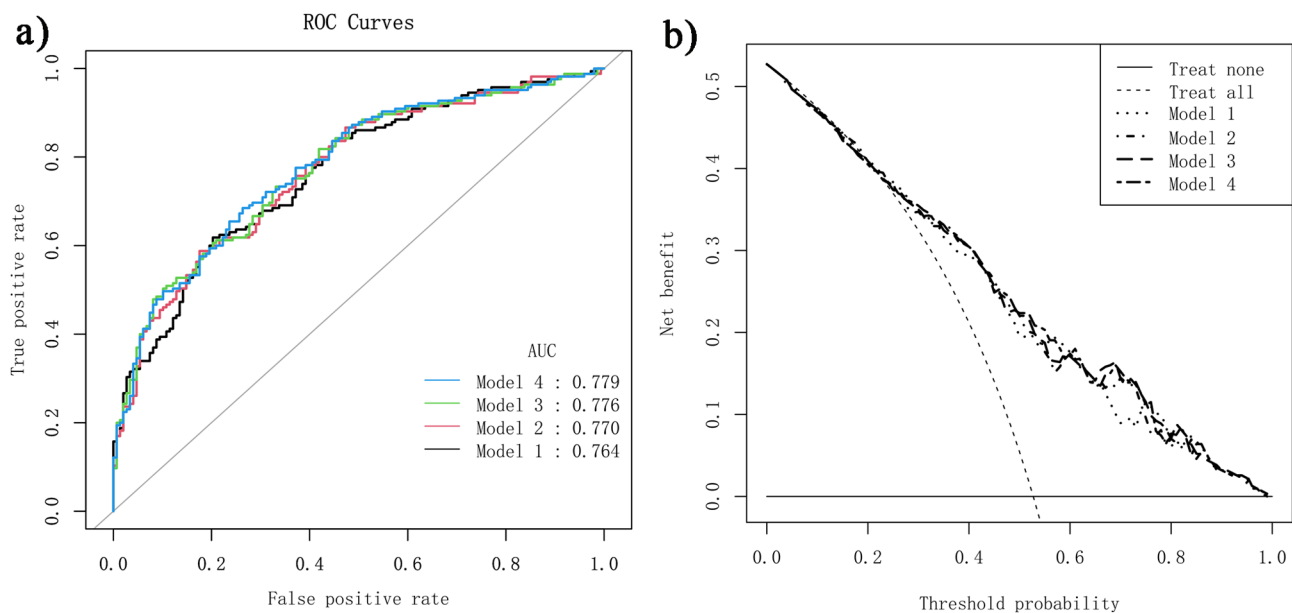 a)
ROC Curves
True positive rate
1.0
0.8
0.6
0.4
0.2
0.0
AUC
Model 4 : 0.779
Model 3 : 0.776
Model 2 : 0.770
Model 1 : 0.764
0.0 0.2 0.4 0.6 0.8 1.0
False positive rate
b)
Net benefit
0.5
0.4
0.3
0.2
0.1
0.0
Treat none
Treat all
Model 1
Model 2
Model 3
Model 4
0.0 0.2 0.4 0.6 0.8 1.0
Threshold probability